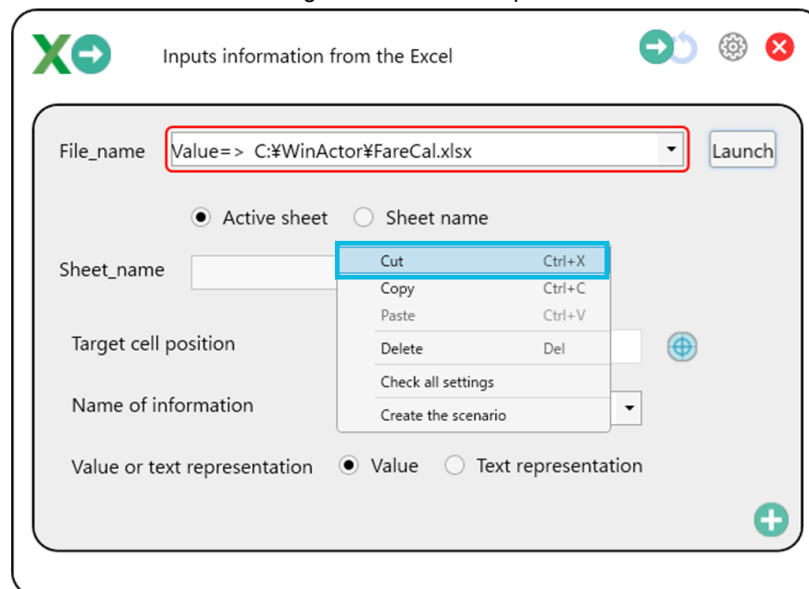 Inputs information from the Excel
File_name
Value=> C:¥WinActor¥FareCal.xlsx
Launch
Active sheet
Sheet name
Sheet_name
Cut Ctrl+X
Copy Ctrl+C
Paste Ctrl+V
Delete Del
Check all settings
Create the scenario
Target cell position
Name of information
Value or text representation
Value
Text representation